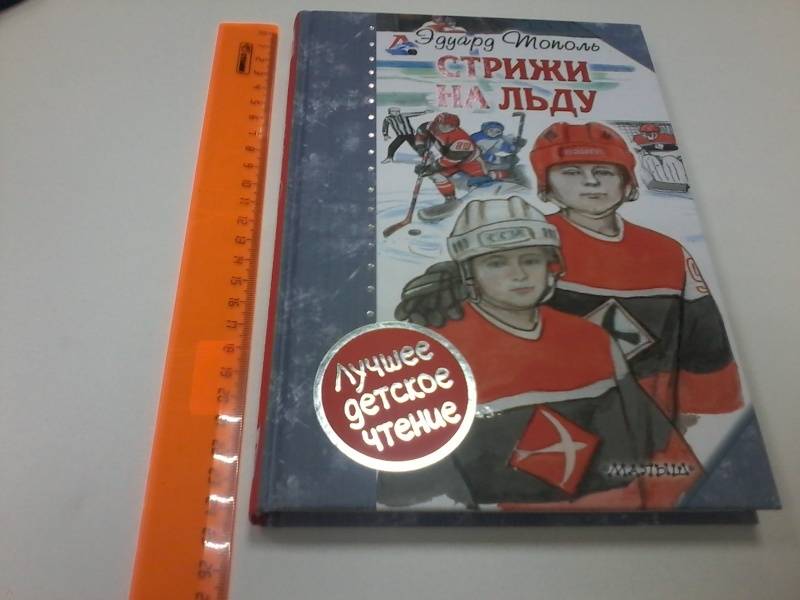 Эдуард Тополь
СТРИЖИ
НА ЛЬДУ
Лучшее
детское
чтение
МАЛЫШ